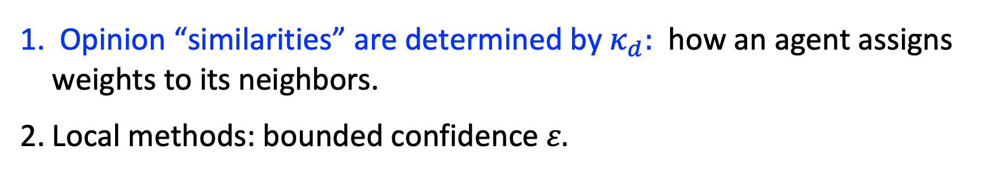 1. Opinion “similarities” are determined by κ_d: how an agent assigns
weights to its neighbors.
2. Local methods: bounded confidence ε.